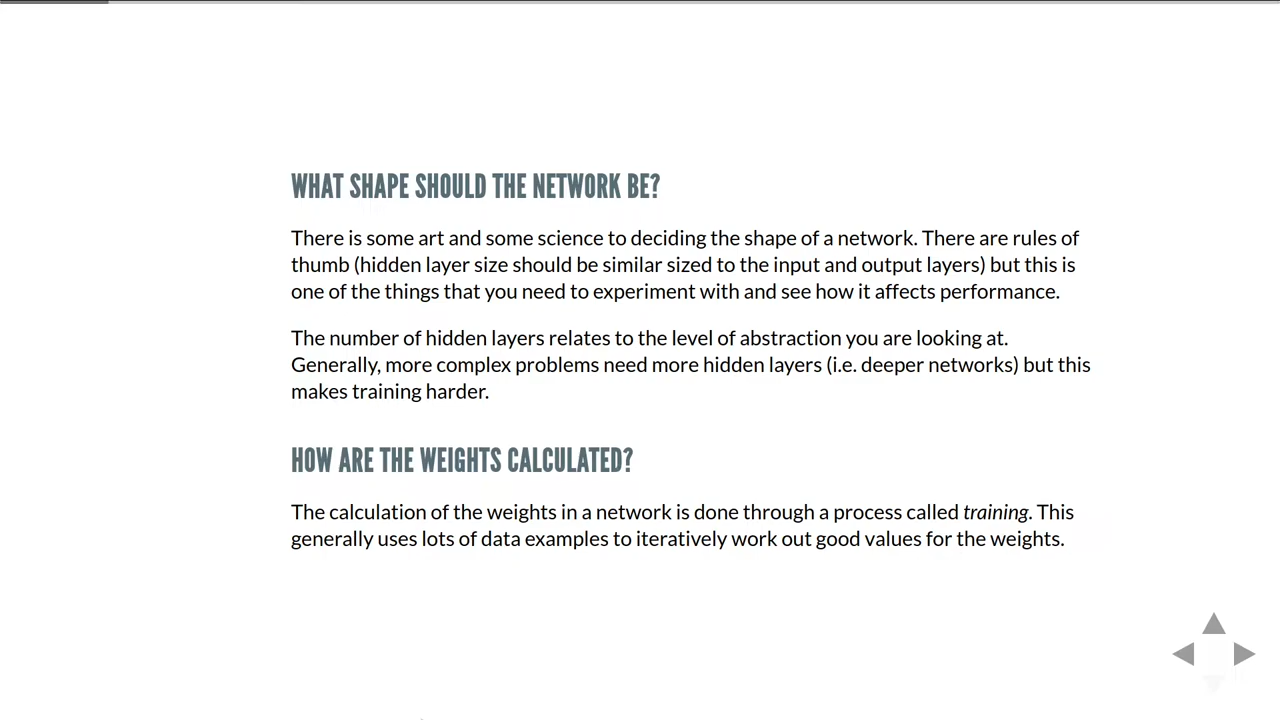 WHAT SHAPE SHOULD THE NETWORK BE?
There is some art and some science to deciding the shape of a network. There are rules of
thumb (hidden layer size should be similar sized to the input and output layers) but this is
one of the things that you need to experiment with and see how it affects performance.
The number of hidden layers relates to the level of abstraction you are looking at.
Generally, more complex problems need more hidden layers (i.e. deeper networks) but this
makes training harder.
HOW ARE THE WEIGHTS CALCULATED?
The calculation of the weights in a network is done through a process called training. This
generally uses lots of data examples to iteratively work out good values for the weights.